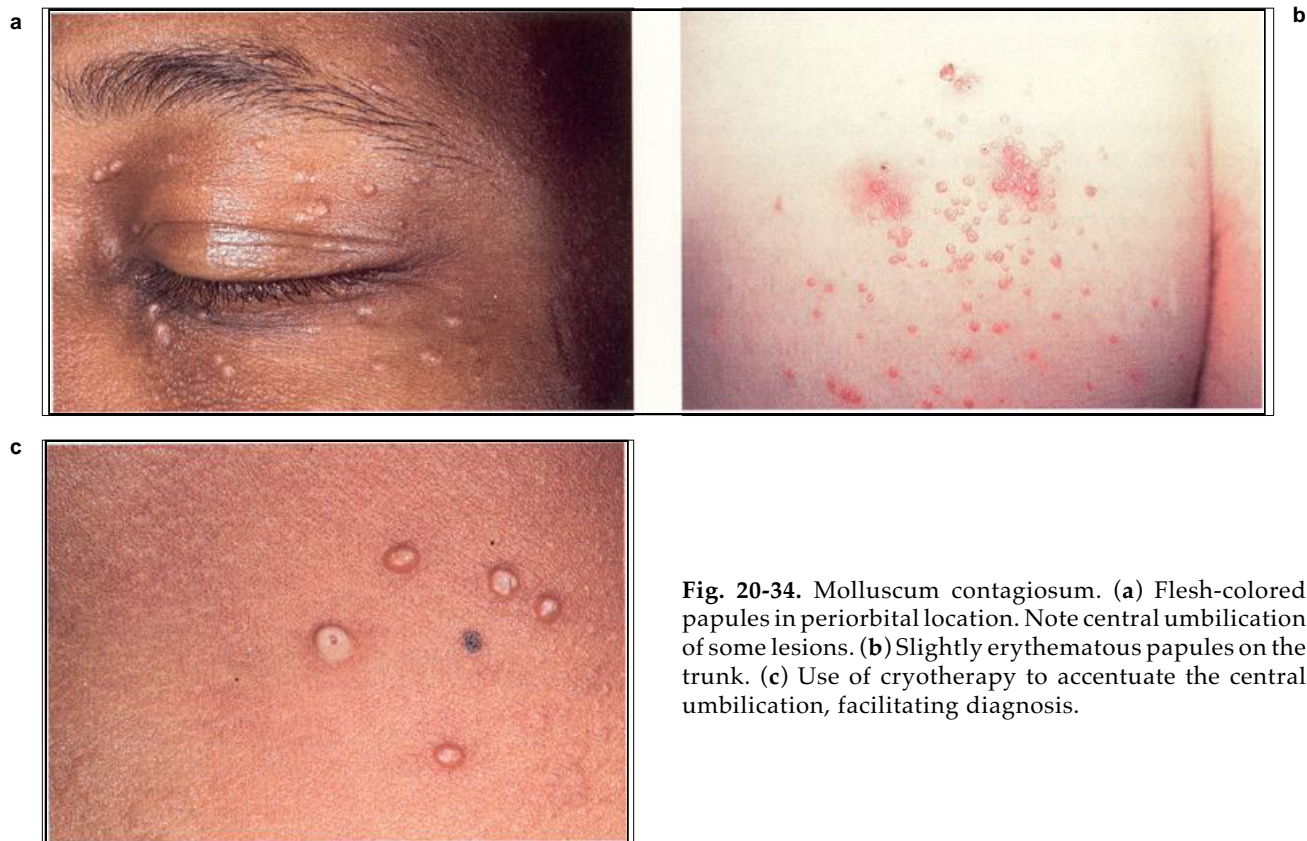 a
b
c
Fig. 20-34. Molluscum contagiosum. (a) Flesh-colored
papules in periorbital location. Note central umbilication
of some lesions. (b) Slightly erythematous papules on the
trunk. (c) Use of cryotherapy to accentuate the central
umbilication, facilitating diagnosis.